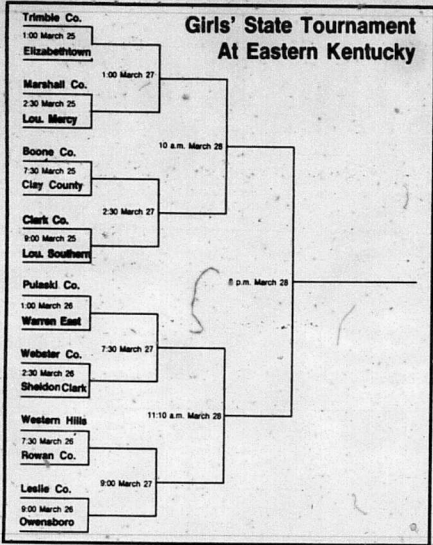 Girls' State Tournament
At Eastern Kentucky
Trimble Co.
1:00 March 25
Elizabethtown
1:00 March 27
Marshall Co.
2:30 March 25
Lou. Mercy
10 a.m. March 28
Boone Co.
7:30 March 25
Clay County
2:30 March 27
Clark Co.
9:00 March 25
Lou. Southern
p.m. March 28
Pulaski Co.
1:00 March 26
Warren East
7:30 March 27
Webster Co.
2:30 March 26
Sheldon Clark
11:10 a.m. March 28
Western Hills
7:30 March 26
Rowan Co.
9:00 March 27
Leslie Co.
9:00 March 26
Owensboro